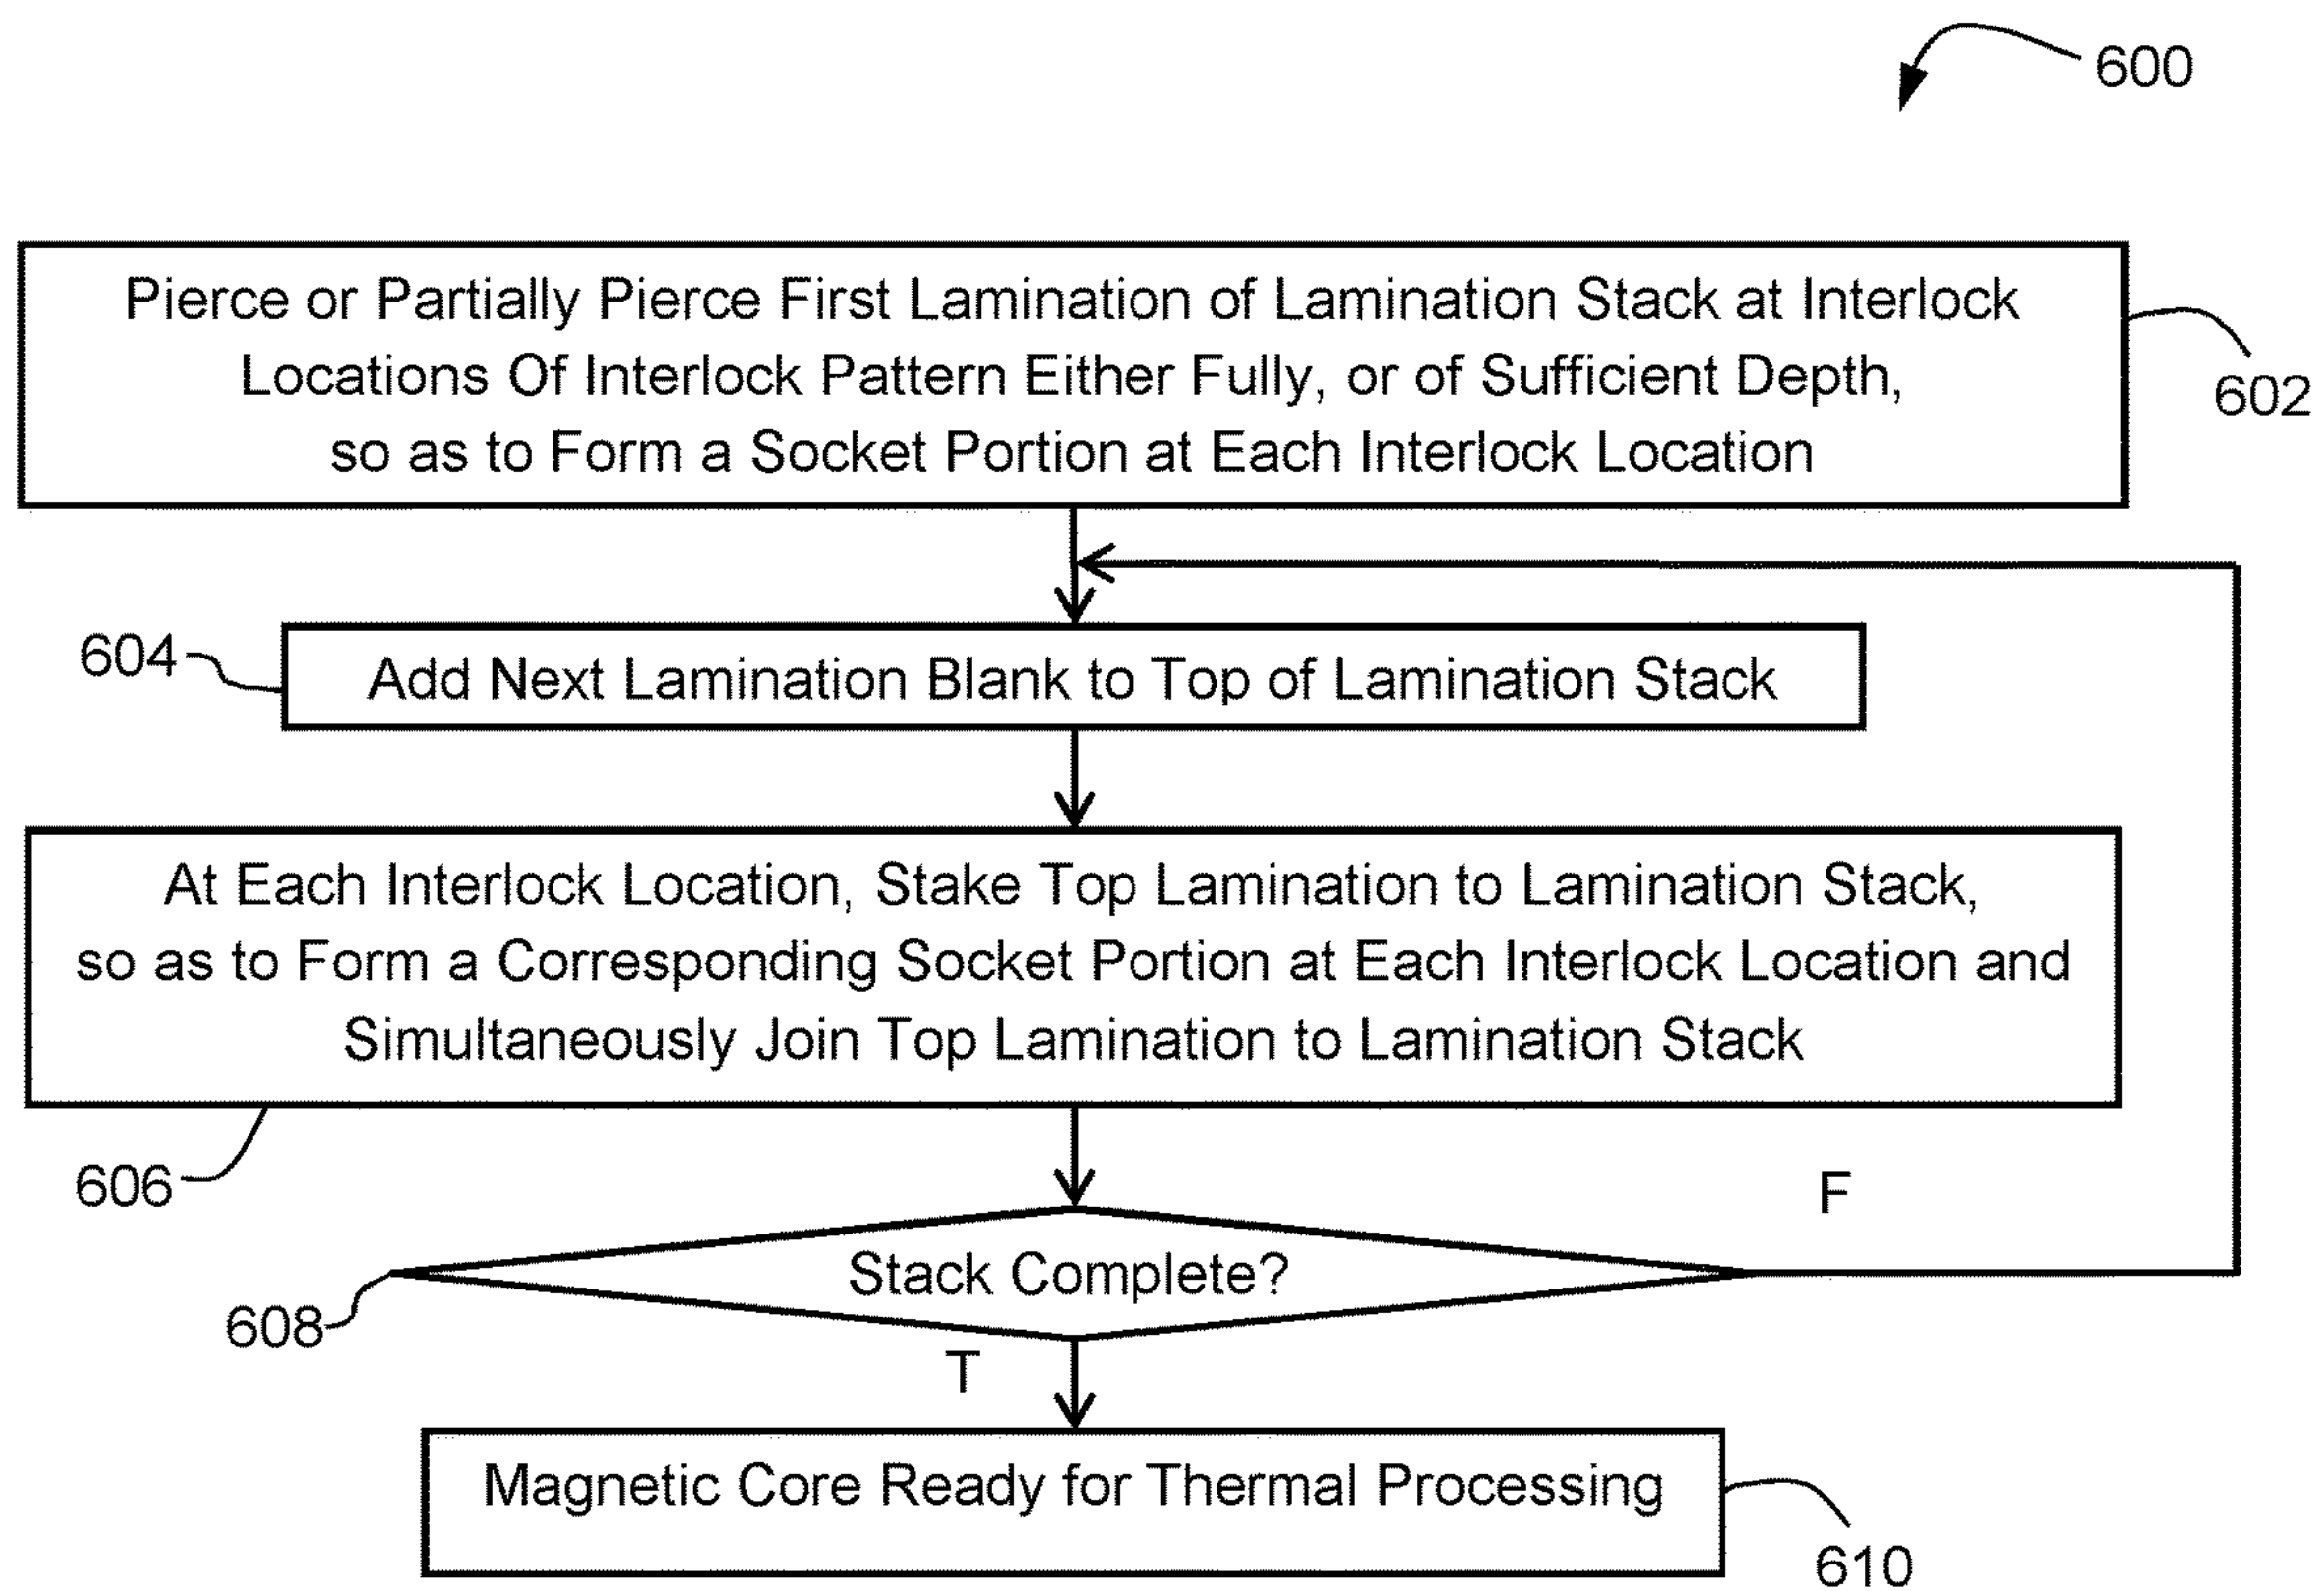 600
Pierce or Partially Pierce First Lamination of Lamination Stack at Interlock
Locations Of Interlock Pattern Either Fully, or of Sufficient Depth,
so as to Form a Socket Portion at Each Interlock Location
602
604
Add Next Lamination Blank to Top of Lamination Stack
At Each Interlock Location, Stake Top Lamination to Lamination Stack,
so as to Form a Corresponding Socket Portion at Each Interlock Location and
Simultaneously Join Top Lamination to Lamination Stack
606
F
Stack Complete?
608
T
Magnetic Core Ready for Thermal Processing
610